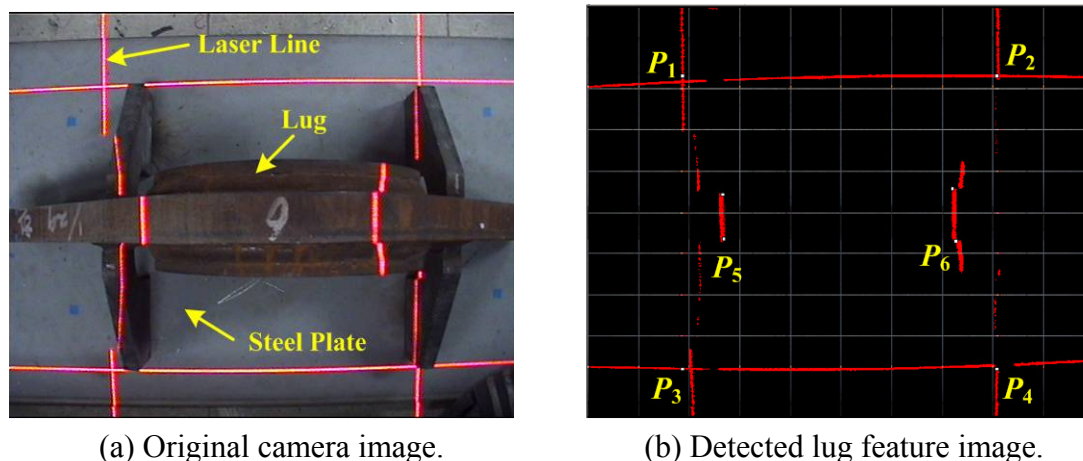 Laser Line
Lug
Steel Plate
P1
P2
P5
P6
P3
P4
(a) Original camera image.
(b) Detected lug feature image.